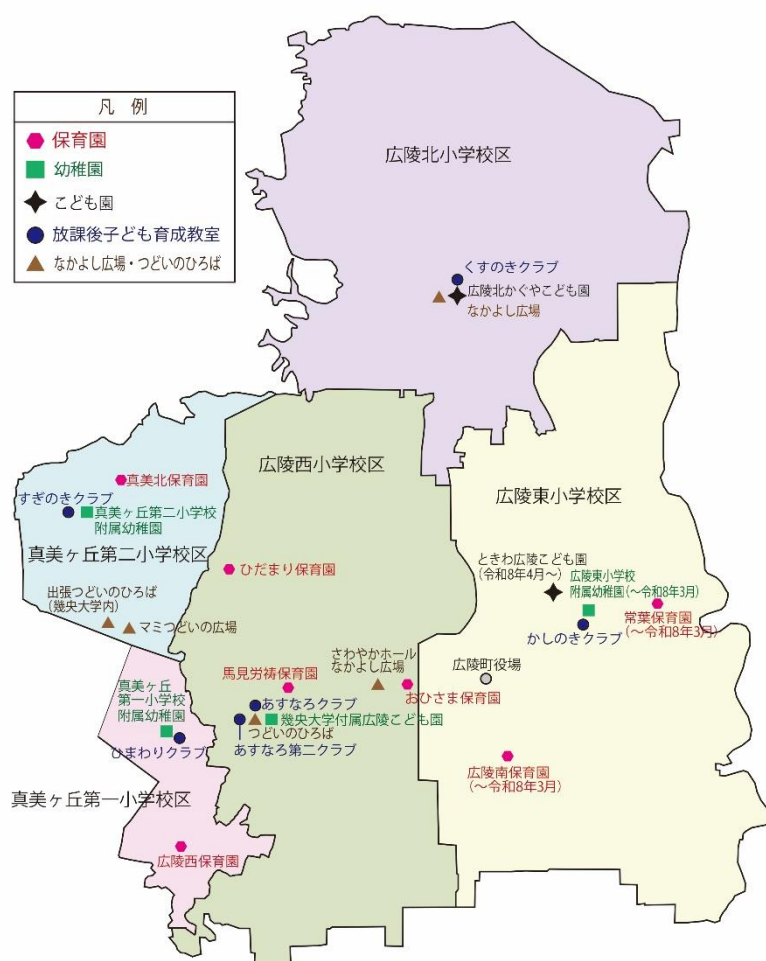 凡 例
保育園
幼稚園
こども園
放課後子ども育成教室
なかよし広場・つどいのひろば
広陵北小学校区
くすのきクラブ
広陵北かぐやこども園
なかよし広場
広陵西小学校区
広陵東小学校区
真美北保育園
すぎのきクラブ
真美ヶ丘第二小学校
附属幼稚園
真美ヶ丘第二小学校区
出張つどいのひろば
(幾央大学内)
マミつどいの広場
ひだまり保育園
ときわ広陵こども園
(令和8年4月~)
広陵東小学校
附属幼稚園(~令和8年3月)
常葉保育園
(~令和8年3月)
かしのきクラブ
広陵町役場
さわやかホール
なかよし広場
馬見労祷保育園
おひさま保育園
あすなろクラブ
幾央大学付属広陵こども園
つどいのひろば
あすなろ第二クラブ
真美ヶ丘
第一小学校
附属幼稚園
ひまわりクラブ
広陵南保育園
(~令和8年3月)
真美ヶ丘第一小学校区
広陵西保育園